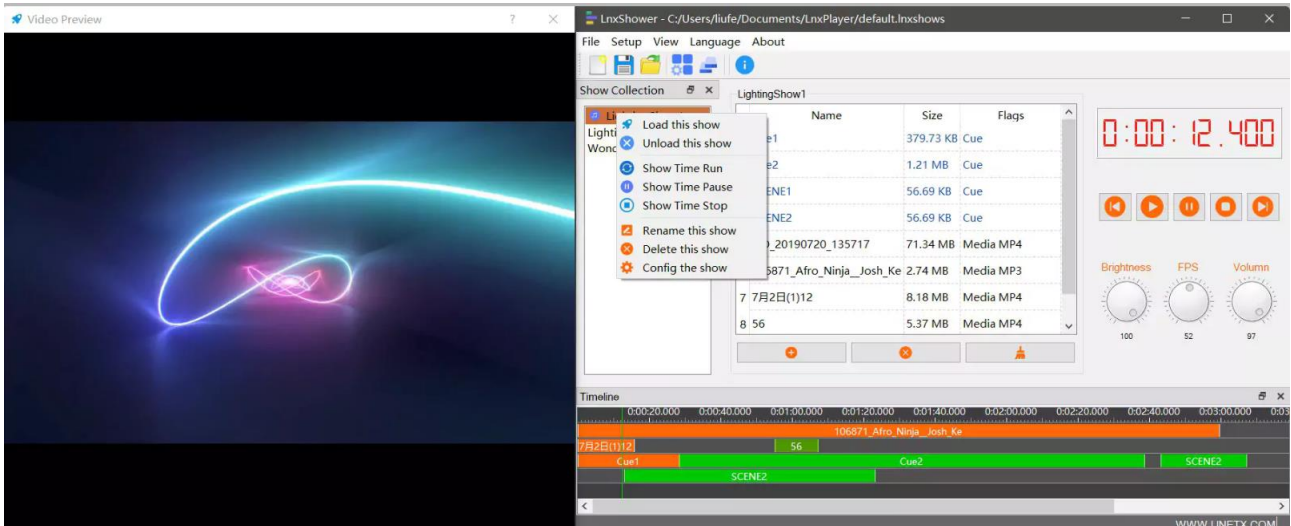 Video Preview
?
LnxShower - C:/Users/liufe/Documents/LnxPlayer/default.lnxshows
File Setup View Language About
Show Collection
LightingShow1
Name Size Flags
379.73 KB Cue
1.21 MB Cue
56.69 KB Cue
56.69 KB Cue
_20190720_135717 71.34 MB Media MP4
5871_Afro_Ninja__Josh_Ke 2.74 MB Media MP3
7 7月2日(1)12 8.18 MB Media MP4
8 56 5.37 MB Media MP4
Load this show
Unload this show
Show Time Run
Show Time Pause
Show Time Stop
Rename this show
Delete this show
Config the show
0:00:12.400
Brightness FPS Volumn
100 52 97
Timeline
0:00:20.000 0:00:40.000 0:01:00.000 0:01:20.000 0:01:40.000 0:02:00.000 0:02:20.000 0:02:40.000 0:03:00.000 0:03
106871_Afro_Ninja__Josh_Ke
7月2日(1)12 56
Cue1 Cue2 SCENE2
SCENE2
WWW.LINETX.COM